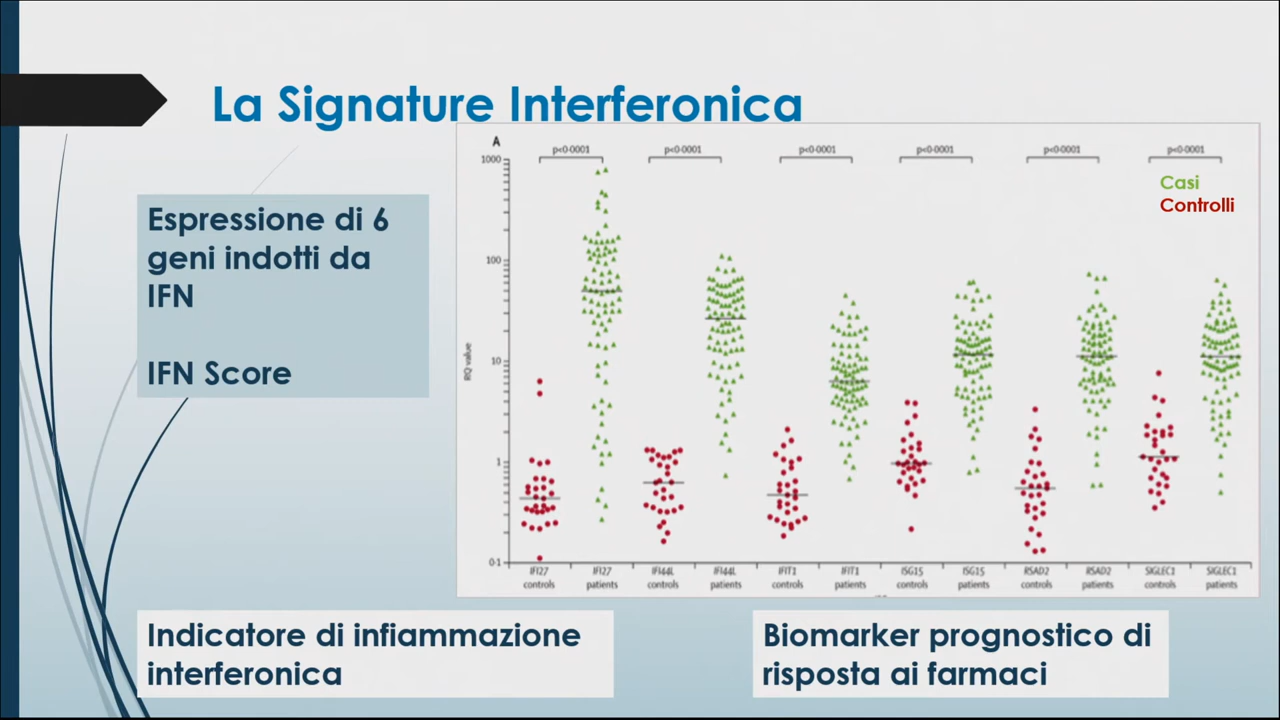 La Signature Interferonica
Espressione di 6
geni indotti da
IFN
IFN Score
A
p<0·0001 p<0·0001 p<0·0001 p<0·0001 p<0·0001 p<0·0001
Casi
Controlli
1000
100
10
1
0·1
RQ value
IFI27 controls
IFI27 patients
IFI44L controls
IFI44L patients
IFIT1 controls
IFIT1 patients
ISG15 controls
ISG15 patients
RSAD2 controls
RSAD2 patients
SIGLEC1 controls
SIGLEC1 patients
Indicatore di infiammazione
interferonica
Biomarker prognostico di
risposta ai farmaci